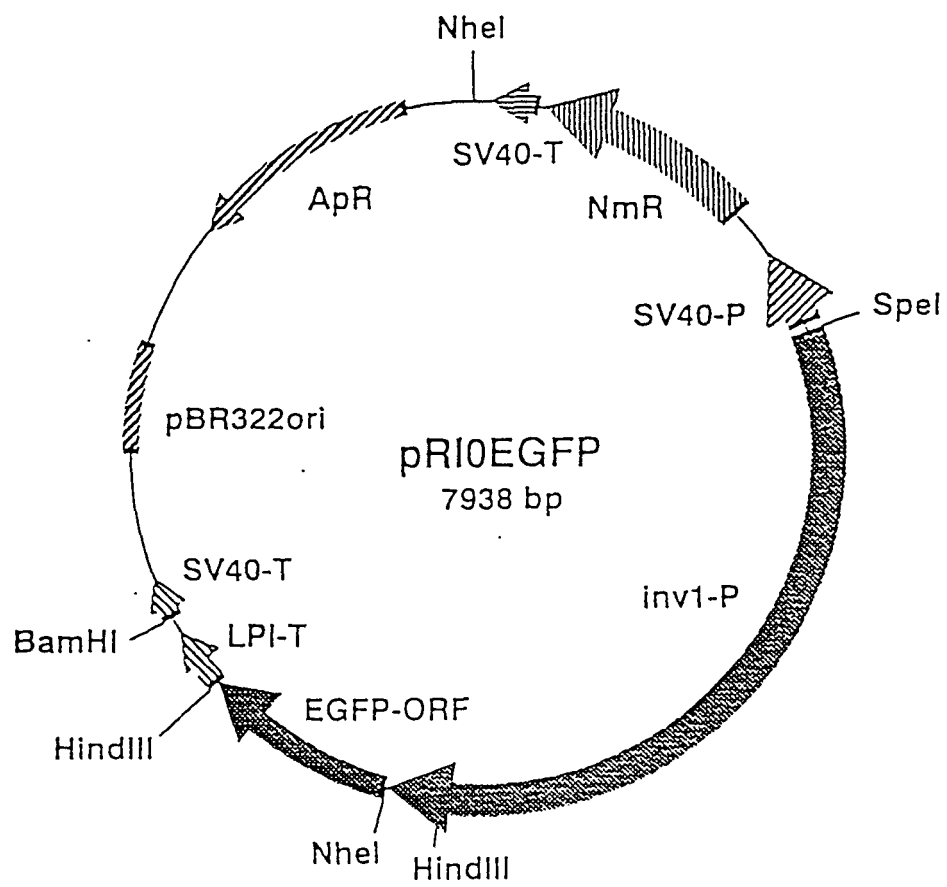 NheI
SV40-T
ApR
NmR
SV40-P
SpeI
pBR322ori
pRI0EGFP
7938 bp
SV40-T
inv1-P
BamHI
LPI-T
EGFP-ORF
HindIII
NheI
HindIII